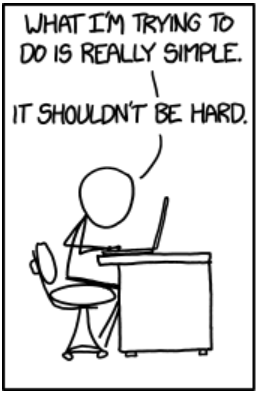 WHAT I'M TRYING TO
DO IS REALLY SIMPLE.
IT SHOULDN'T BE HARD.